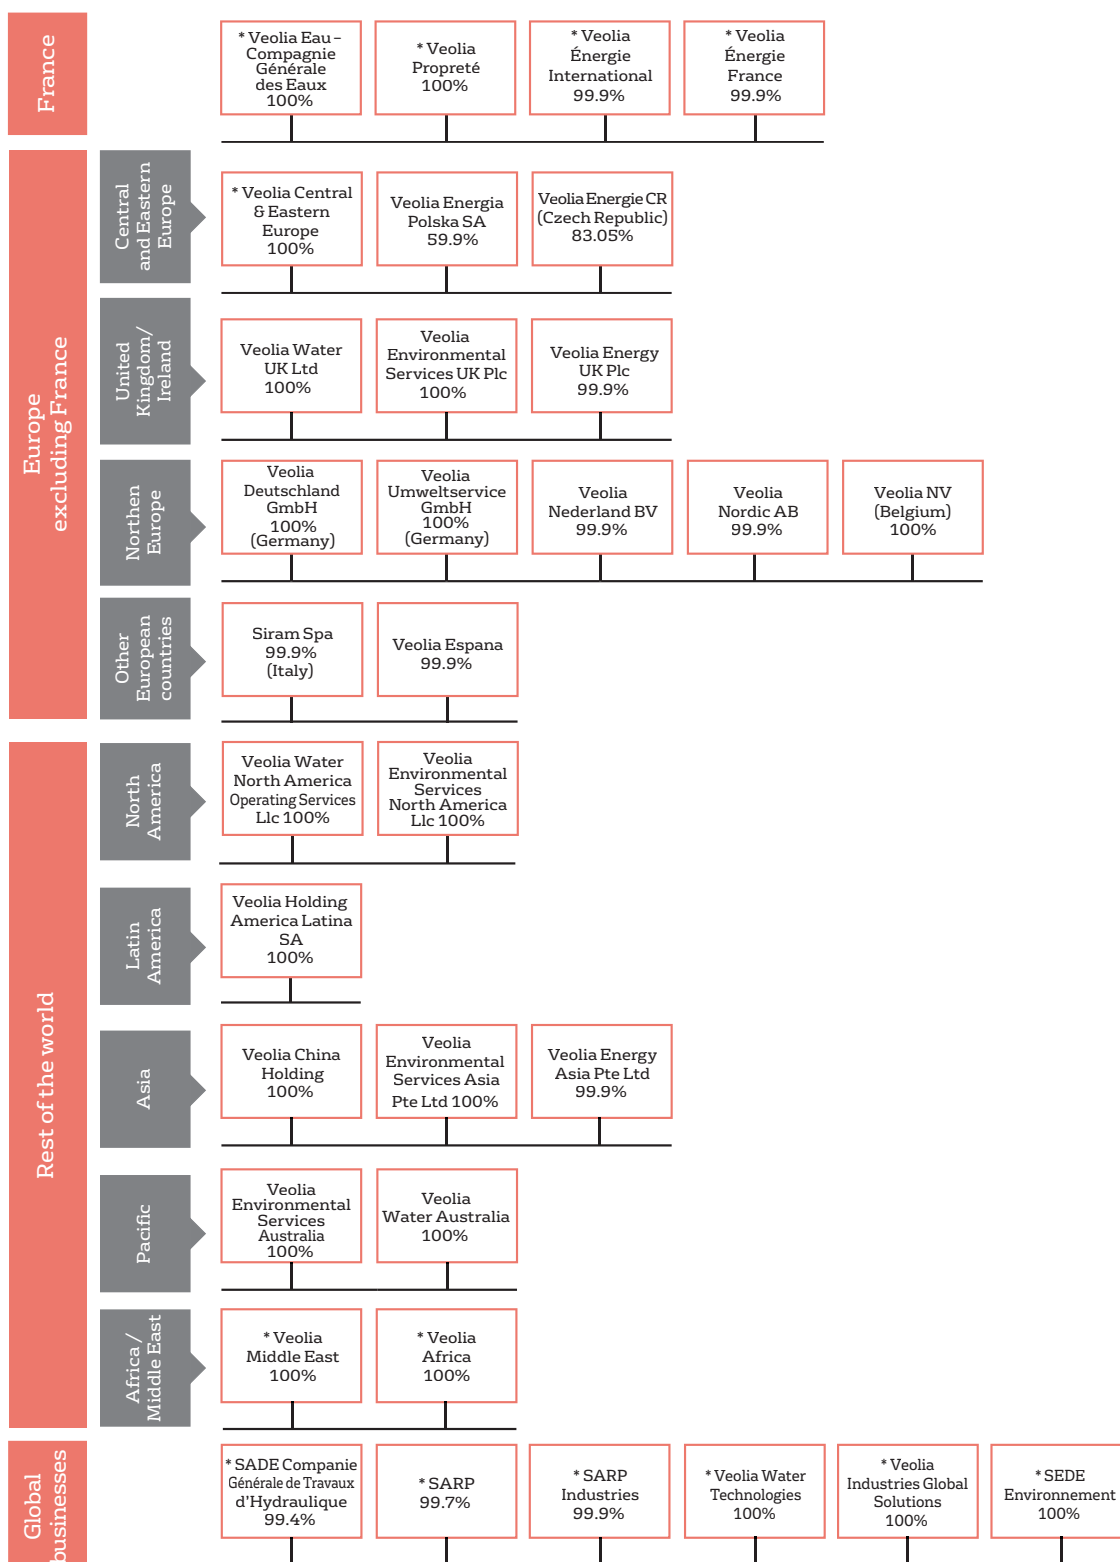 France
* Veolia Eau –
Compagnie
Générale
des Eaux
100%
* Veolia
Propreté
100%
* Veolia
Énergie
International
99.9%
* Veolia
Énergie
France
99.9%
Europe
excluding France
Central
and Eastern
Europe
* Veolia Central
& Eastern
Europe
100%
Veolia Energia
Polska SA
59.9%
Veolia Energie CR
(Czech Republic)
83.05%
United
Kingdom/
Ireland
Veolia Water
UK Ltd
100%
Veolia
Environmental
Services UK Plc
100%
Veolia Energy
UK Plc
99.9%
Northen
Europe
Veolia
Deutschland
GmbH
100%
(Germany)
Veolia
Umweltservice
GmbH
100%
(Germany)
Veolia
Nederland BV
99.9%
Veolia
Nordic AB
99.9%
Veolia NV
(Belgium)
100%
Other
European
countries
Siram Spa
99.9%
(Italy)
Veolia Espana
99.9%
Rest of the world
North
America
Veolia Water
North America
Operating Services
Llc 100%
Veolia
Environmental
Services
North America
Llc 100%
Latin
America
Veolia Holding
America Latina
SA
100%
Asia
Veolia China
Holding
100%
Veolia
Environmental
Services Asia
Pte Ltd 100%
Veolia Energy
Asia Pte Ltd
99.9%
Pacific
Veolia
Environmental
Services
Australia
100%
Veolia
Water Australia
100%
Africa /
Middle East
* Veolia
Middle East
100%
* Veolia
Africa
100%
Global
businesses
* SADE Companie
Générale de Travaux
d'Hydraulique
99.4%
* SARP
99.7%
* SARP
Industries
99.9%
* Veolia Water
Technologies
100%
* Veolia
Industries Global
Solutions
100%
* SEDE
Environnement
100%